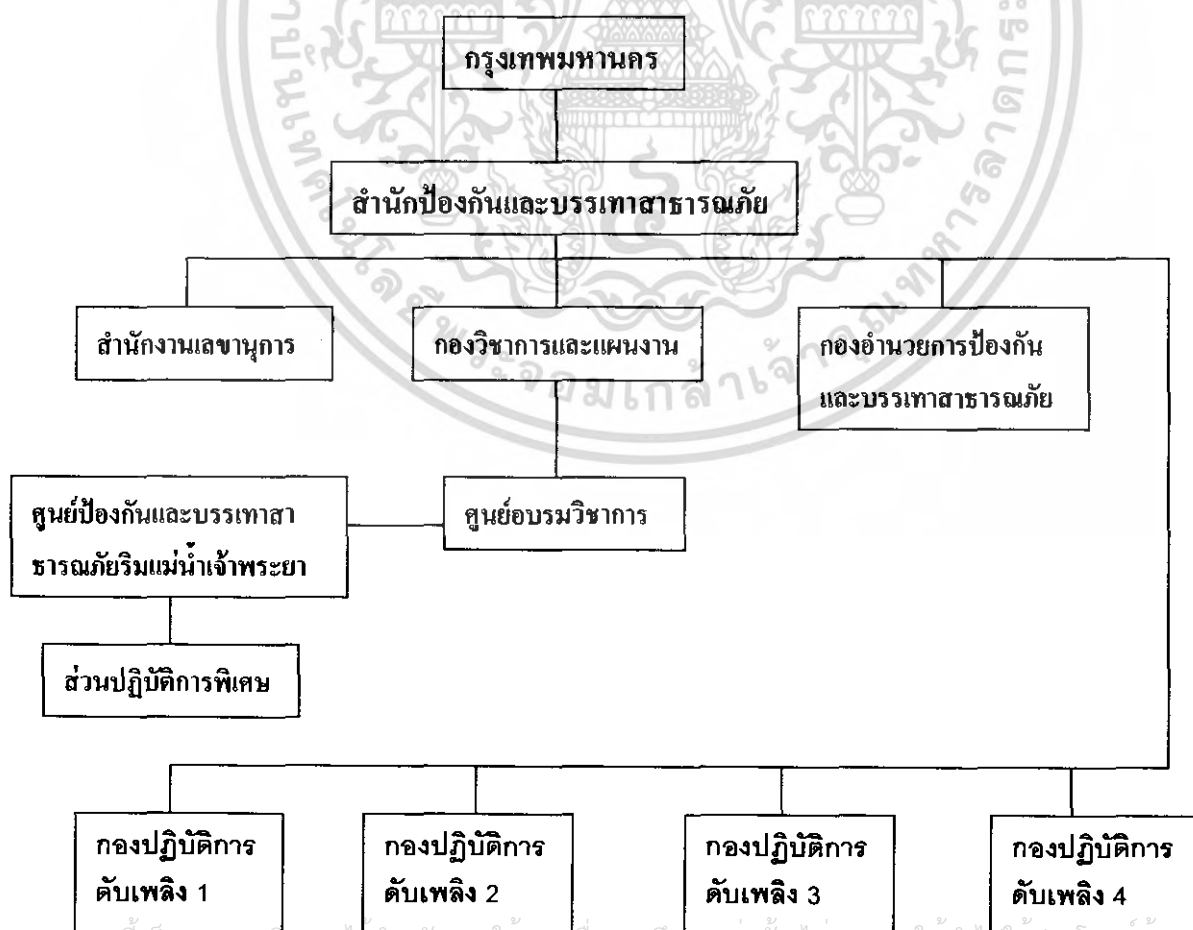 กรุงเทพมหานคร
สำนักป้องกันและบรรเทาสาธารณภัย
สำนักงานเลขานุการ
กองวิชาการและแผนงาน
กองอำนวยการป้องกัน
และบรรเทาสาธารณภัย
ศูนย์ป้องกันและบรรเทาสา
ธารณภัยริมแม่น้ำเจ้าพระยา
ศูนย์อบรมวิชาการ
ส่วนปฏิบัติการพิเศษ
กองปฏิบัติการ
ดับเพลิง 1
กองปฏิบัติการ
ดับเพลิง 2
กองปฏิบัติการ
ดับเพลิง 3
กองปฏิบัติการ
ดับเพลิง 4